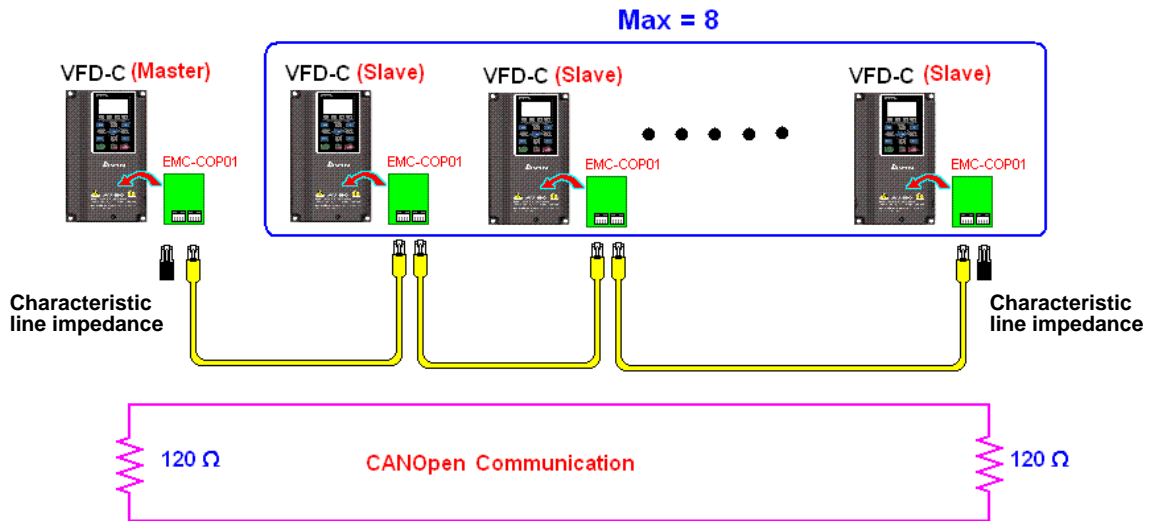 Max = 8
VFD-C (Master)
VFD-C (Slave)
VFD-C (Slave)
VFD-C (Slave)
EMC-COP01
EMC-COP01
EMC-COP01
EMC-COP01
Characteristic
line impedance
Characteristic
line impedance
120 Ω
CANOpen Communication
120 Ω